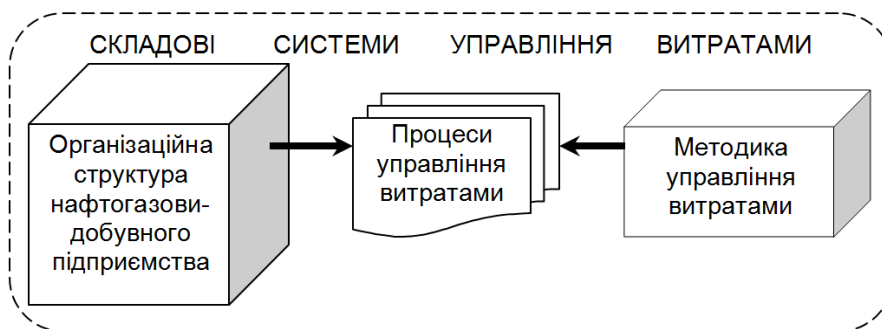 СКЛАДОВІ СИСТЕМИ УПРАВЛІННЯ ВИТРАТАМИ
Організаційна
структура
нафтогазови-
добувного
підприємства
Процеси
управління
витратами
Методика
управління
витратами